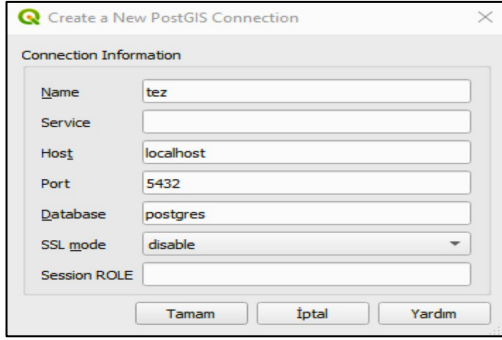 Create a New PostGIS Connection
Connection Information
Name tez
Service
Host localhost
Port 5432
Database postgres
SSL mode disable
Session ROLE
Tamam İptal Yardım